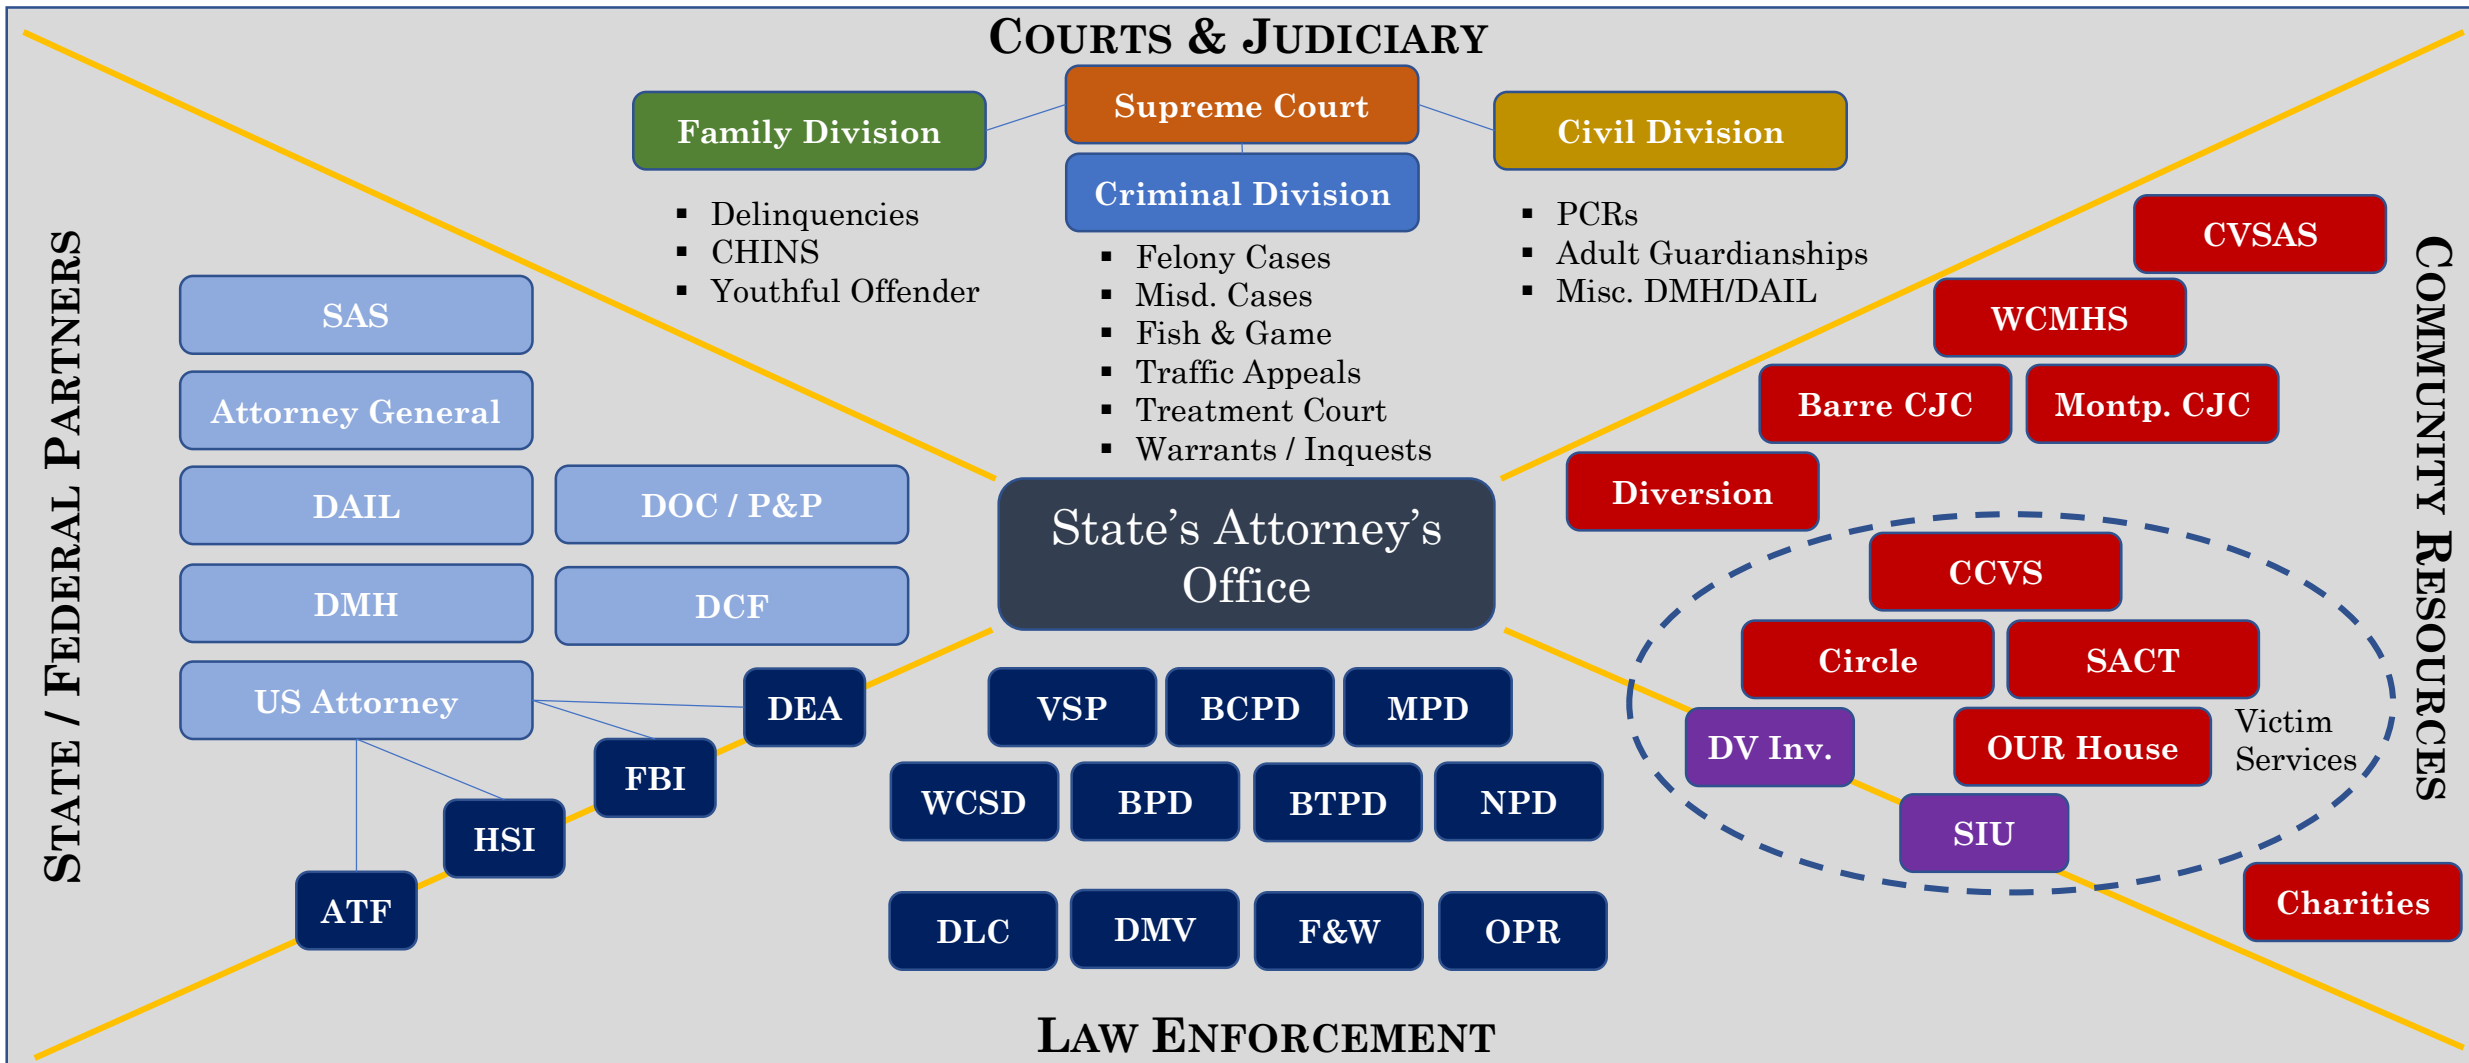 COURTS & JUDICIARY
Supreme Court
Family Division
Civil Division
Criminal Division
▪ Delinquencies
▪ CHINS
▪ Youthful Offender
▪ Felony Cases
▪ Misd. Cases
▪ Fish & Game
▪ Traffic Appeals
▪ Treatment Court
▪ Warrants / Inquests
▪ PCRs
▪ Adult Guardianships
▪ Misc. DMH/DAIL
STATE / FEDERAL PARTNERS
SAS
Attorney General
DAIL
DOC / P&P
DMH
DCF
US Attorney
DEA
FBI
HSI
ATF
State’s Attorney’s
Office
COMMUNITY RESOURCES
CVSAS
WCMHS
Barre CJC
Montp. CJC
Diversion
CCVS
Circle
SACT
DV Inv.
OUR House
Victim
Services
SIU
Charities
VSP
BCPD
MPD
WCSD
BPD
BTPD
NPD
DLC
DMV
F&W
OPR
LAW ENFORCEMENT